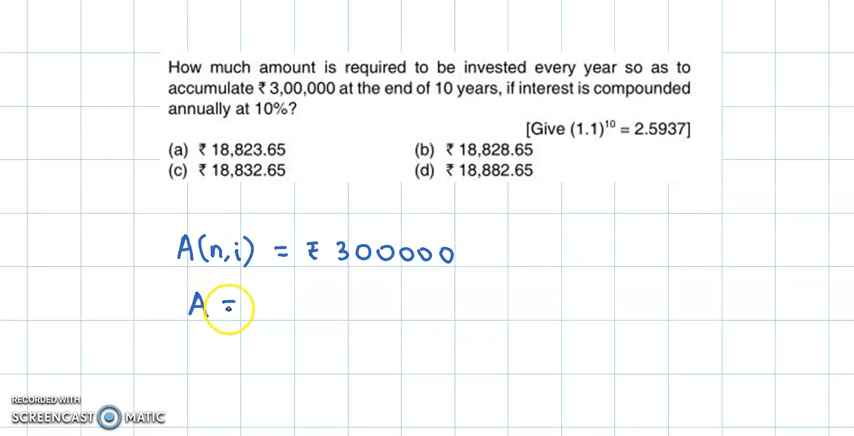 How much amount is required to be invested every year so as to
accumulate ₹ 3,00,000 at the end of 10 years, if interest is compounded
annually at 10%?
[Give (1.1)¹⁰ = 2.5937]
(a) ₹ 18,823.65 (b) ₹ 18,828.65
(c) ₹ 18,832.65 (d) ₹ 18,882.65
A(n,i) = ₹ 300000
A =
RECORDED WITH
SCREENCAST MATIC